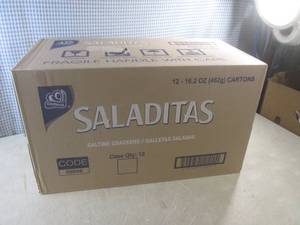 SALADITAS
FRAGILE HANDLE WITH CARE
12 - 16.2 OZ (462g) CARTONS
SALADITAS
SALTINE CRACKERS / GALLETAS SALADAS
CODE
Case Qty: 12